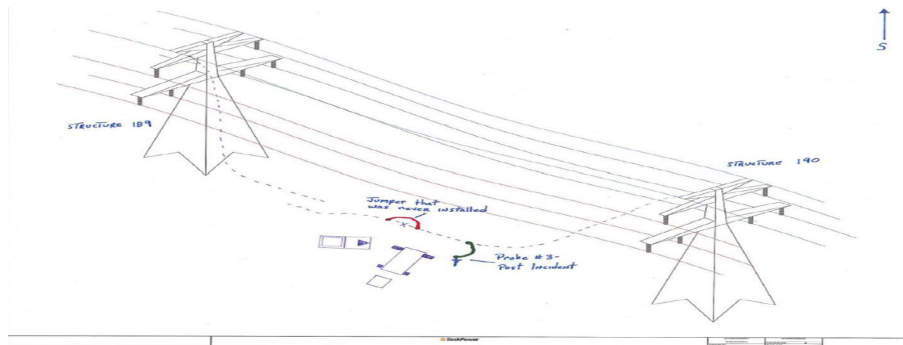 S
STRUCTURE 189
STRUCTURE 190
Jumper that
was never installed
Probe #3-
Post Incident
SaskPower